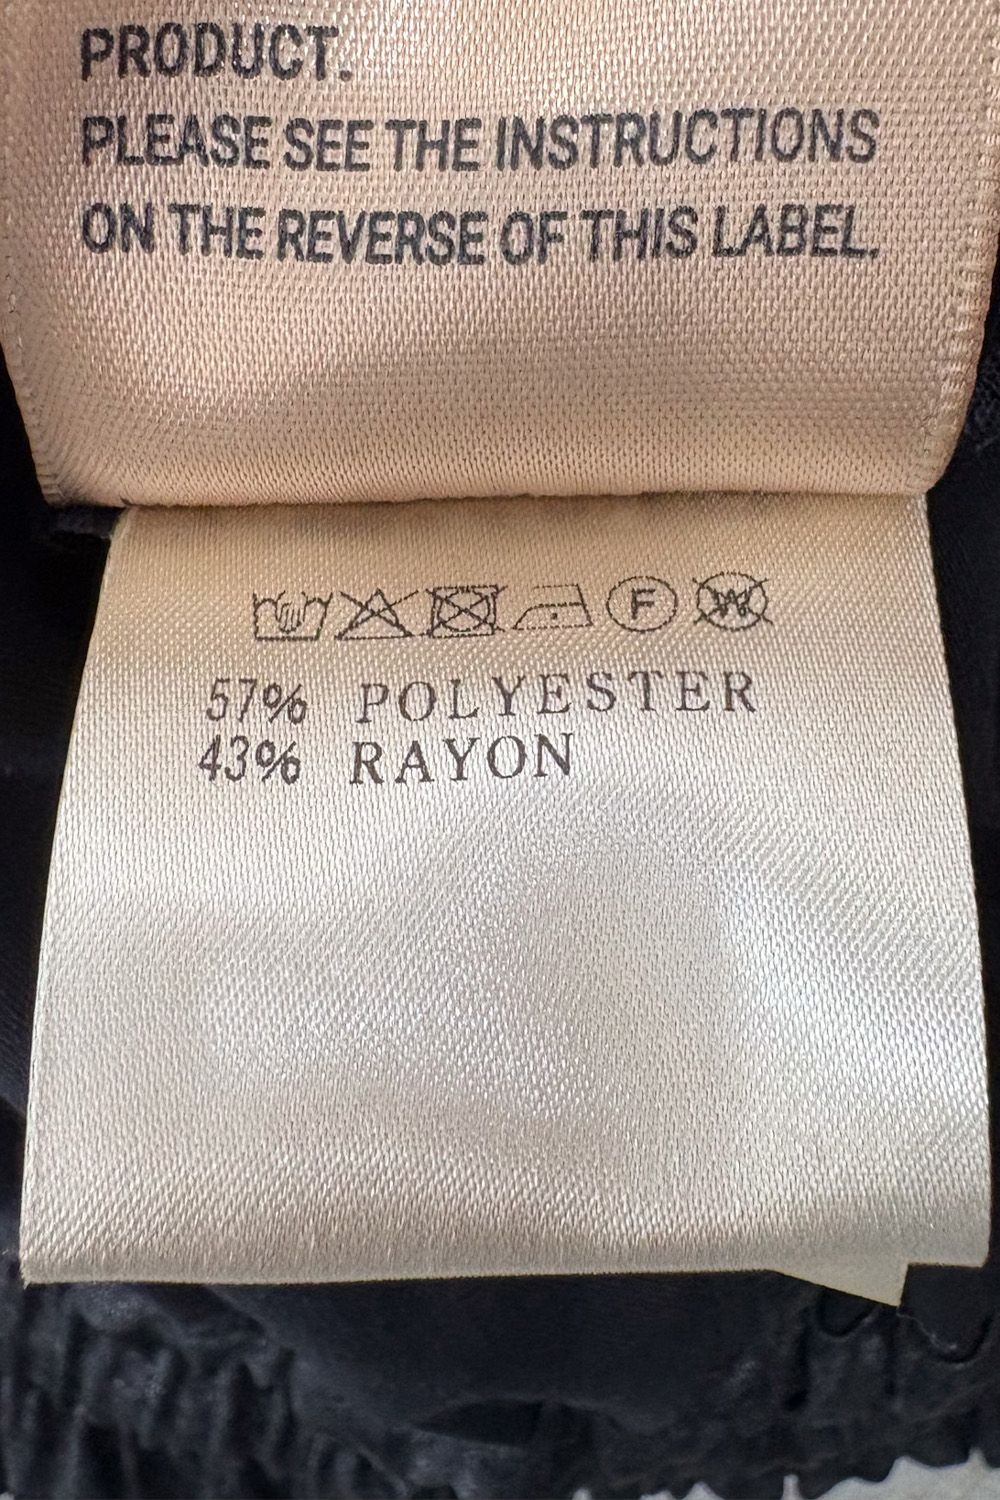 PRODUCT.
PLEASE SEE THE INSTRUCTIONS
ON THE REVERSE OF THIS LABEL.
F W
57% POLYESTER
43% RAYON